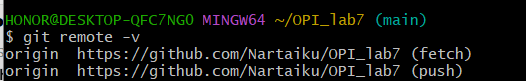 HONOR@DESKTOP-QFC7NGO MINGW64 ~/OPI_lab7 (main)
$ git remote -v
origin  https://github.com/Nartaiku/OPI_lab7 (fetch)
origin  https://github.com/Nartaiku/OPI_lab7 (push)